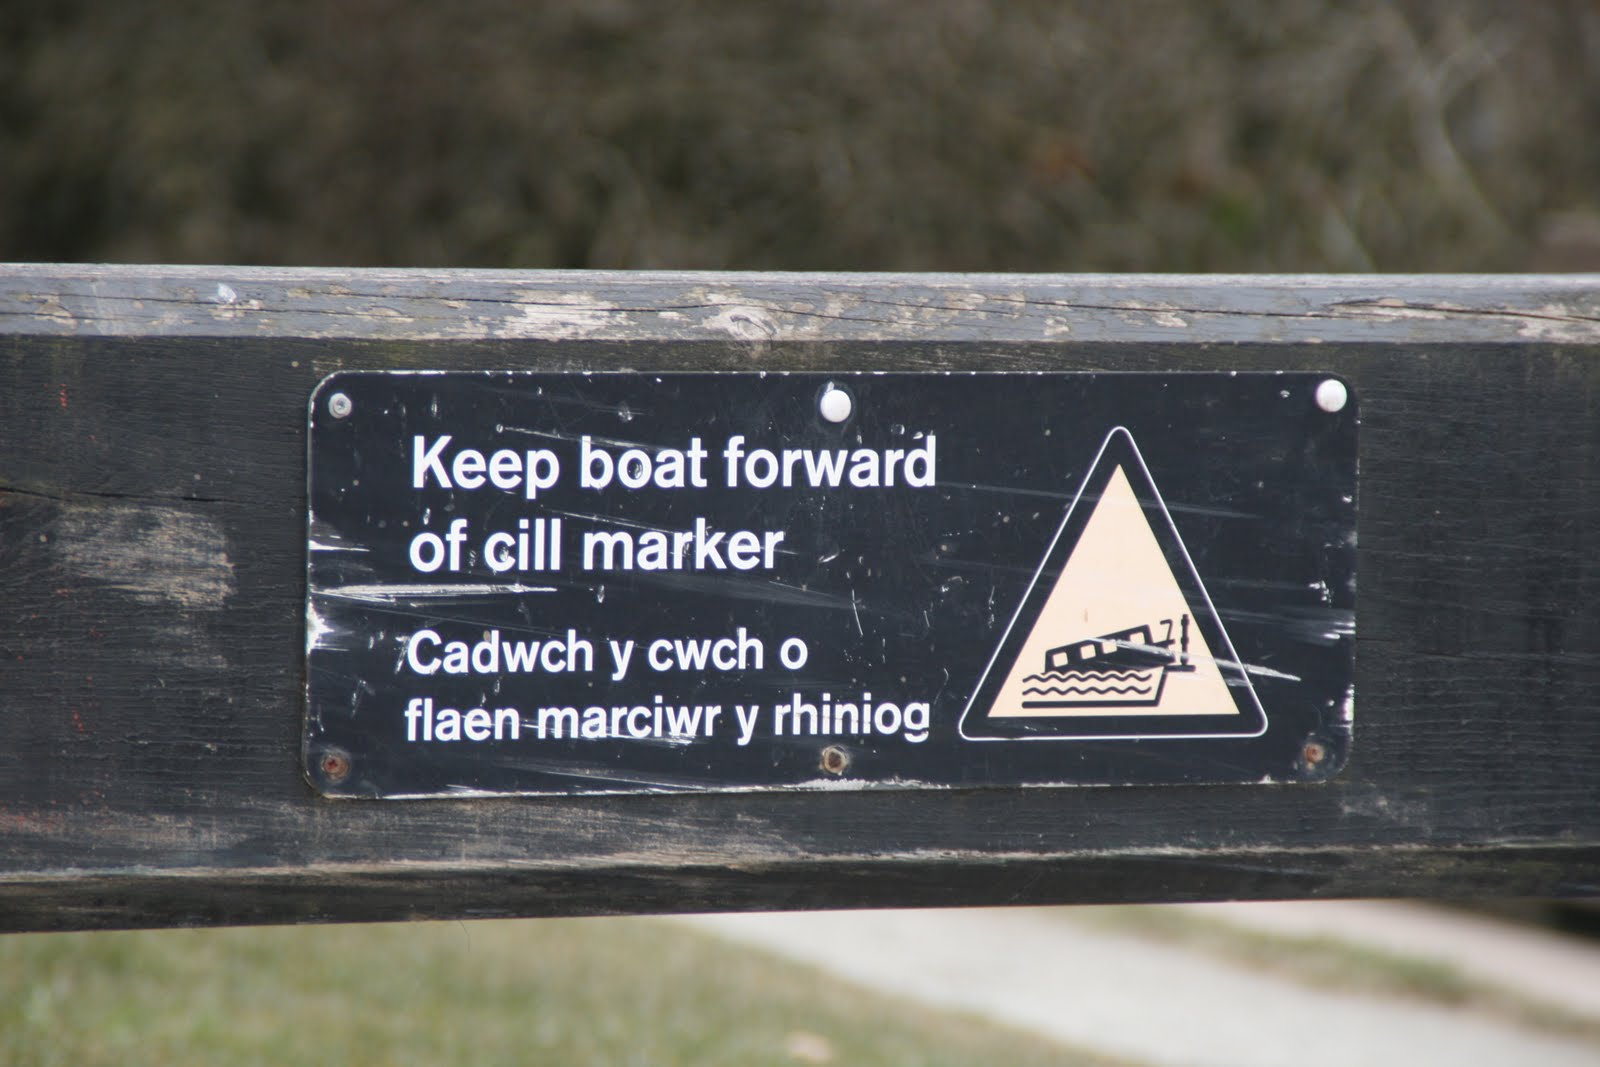 Keep boat forward
of cill marker
Cadwch y cwch o
flaen marciwr y rhiniog